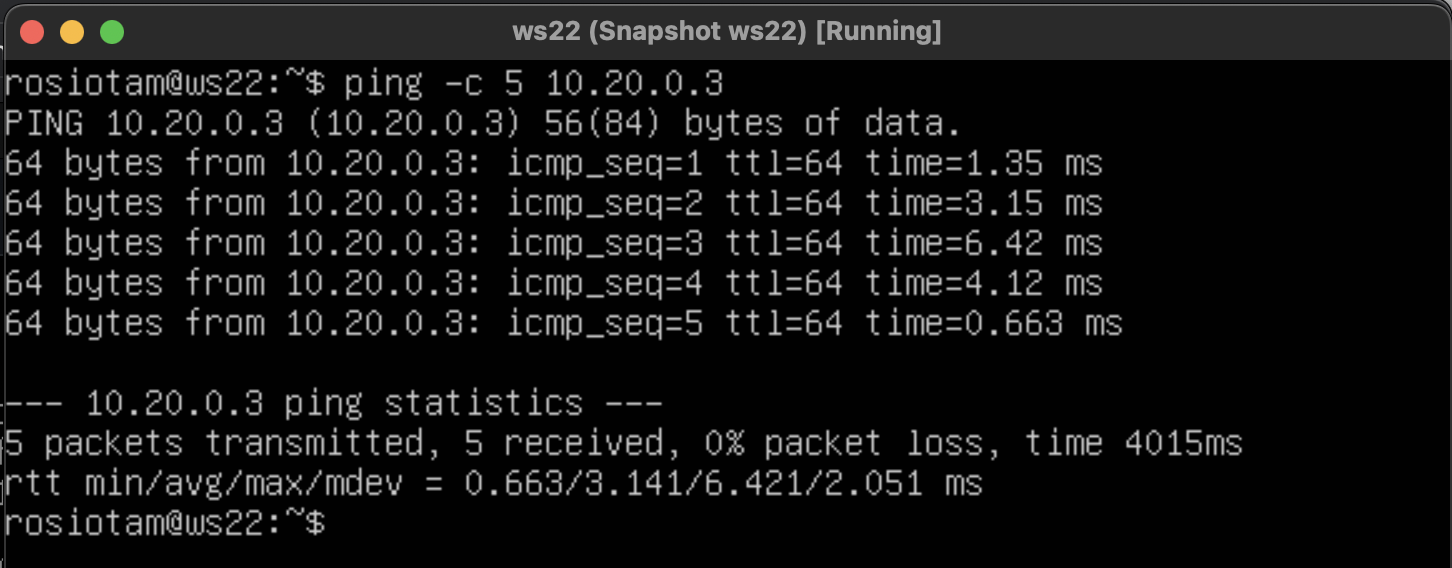 ws22 (Snapshot ws22) [Running]
rosiotam@ws22:~$ ping -c 5 10.20.0.3
PING 10.20.0.3 (10.20.0.3) 56(84) bytes of data.
64 bytes from 10.20.0.3: icmp_seq=1 ttl=64 time=1.35 ms
64 bytes from 10.20.0.3: icmp_seq=2 ttl=64 time=3.15 ms
64 bytes from 10.20.0.3: icmp_seq=3 ttl=64 time=6.42 ms
64 bytes from 10.20.0.3: icmp_seq=4 ttl=64 time=4.12 ms
64 bytes from 10.20.0.3: icmp_seq=5 ttl=64 time=0.663 ms
--- 10.20.0.3 ping statistics ---
5 packets transmitted, 5 received, 0% packet loss, time 4015ms
rtt min/avg/max/mdev = 0.663/3.141/6.421/2.051 ms
rosiotam@ws22:~$